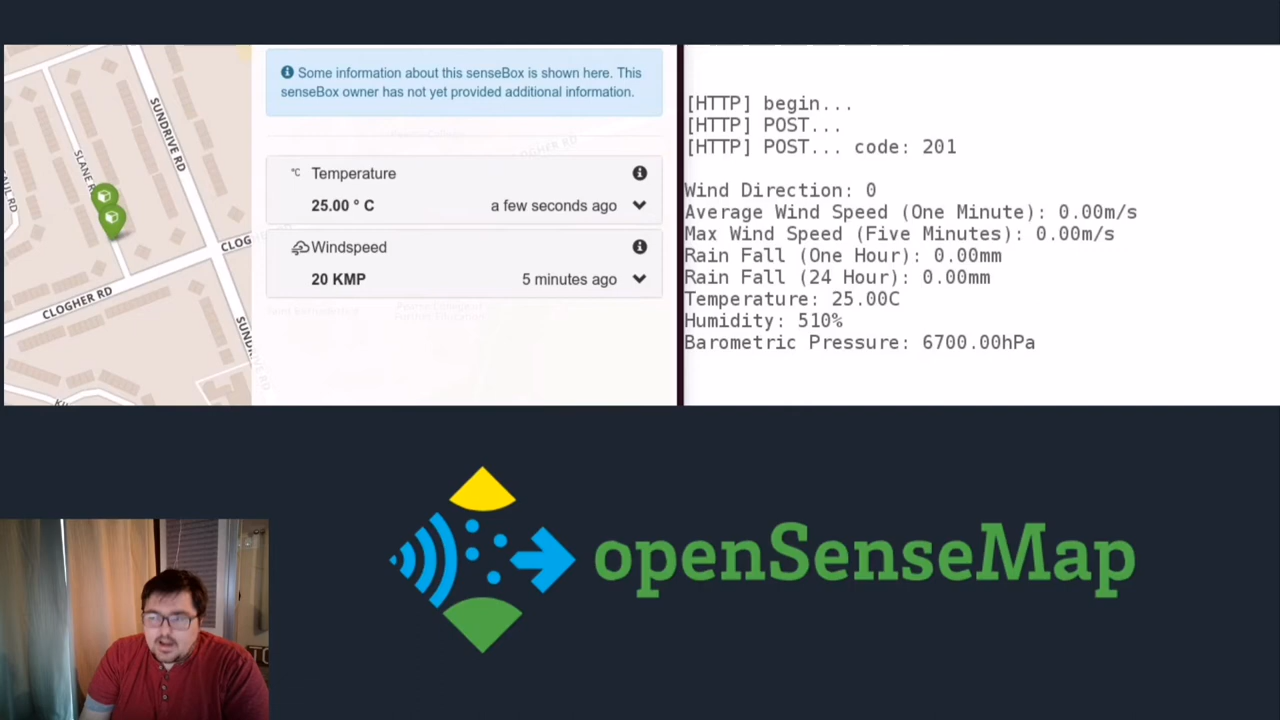 SUNDRIVE RD
SLANE R
AUL RD
CLOGHER RD
CLOG
SUNDRIVE RD
Some information about this senseBox is shown here. This
senseBox owner has not yet provided additional information.
°C Temperature
25.00 ° C a few seconds ago
Windspeed
20 KMP 5 minutes ago
[HTTP] begin...
[HTTP] POST...
[HTTP] POST... code: 201
Wind Direction: 0
Average Wind Speed (One Minute): 0.00m/s
Max Wind Speed (Five Minutes): 0.00m/s
Rain Fall (One Hour): 0.00mm
Rain Fall (24 Hour): 0.00mm
Temperature: 25.00C
Humidity: 510%
Barometric Pressure: 6700.00hPa
openSenseMap